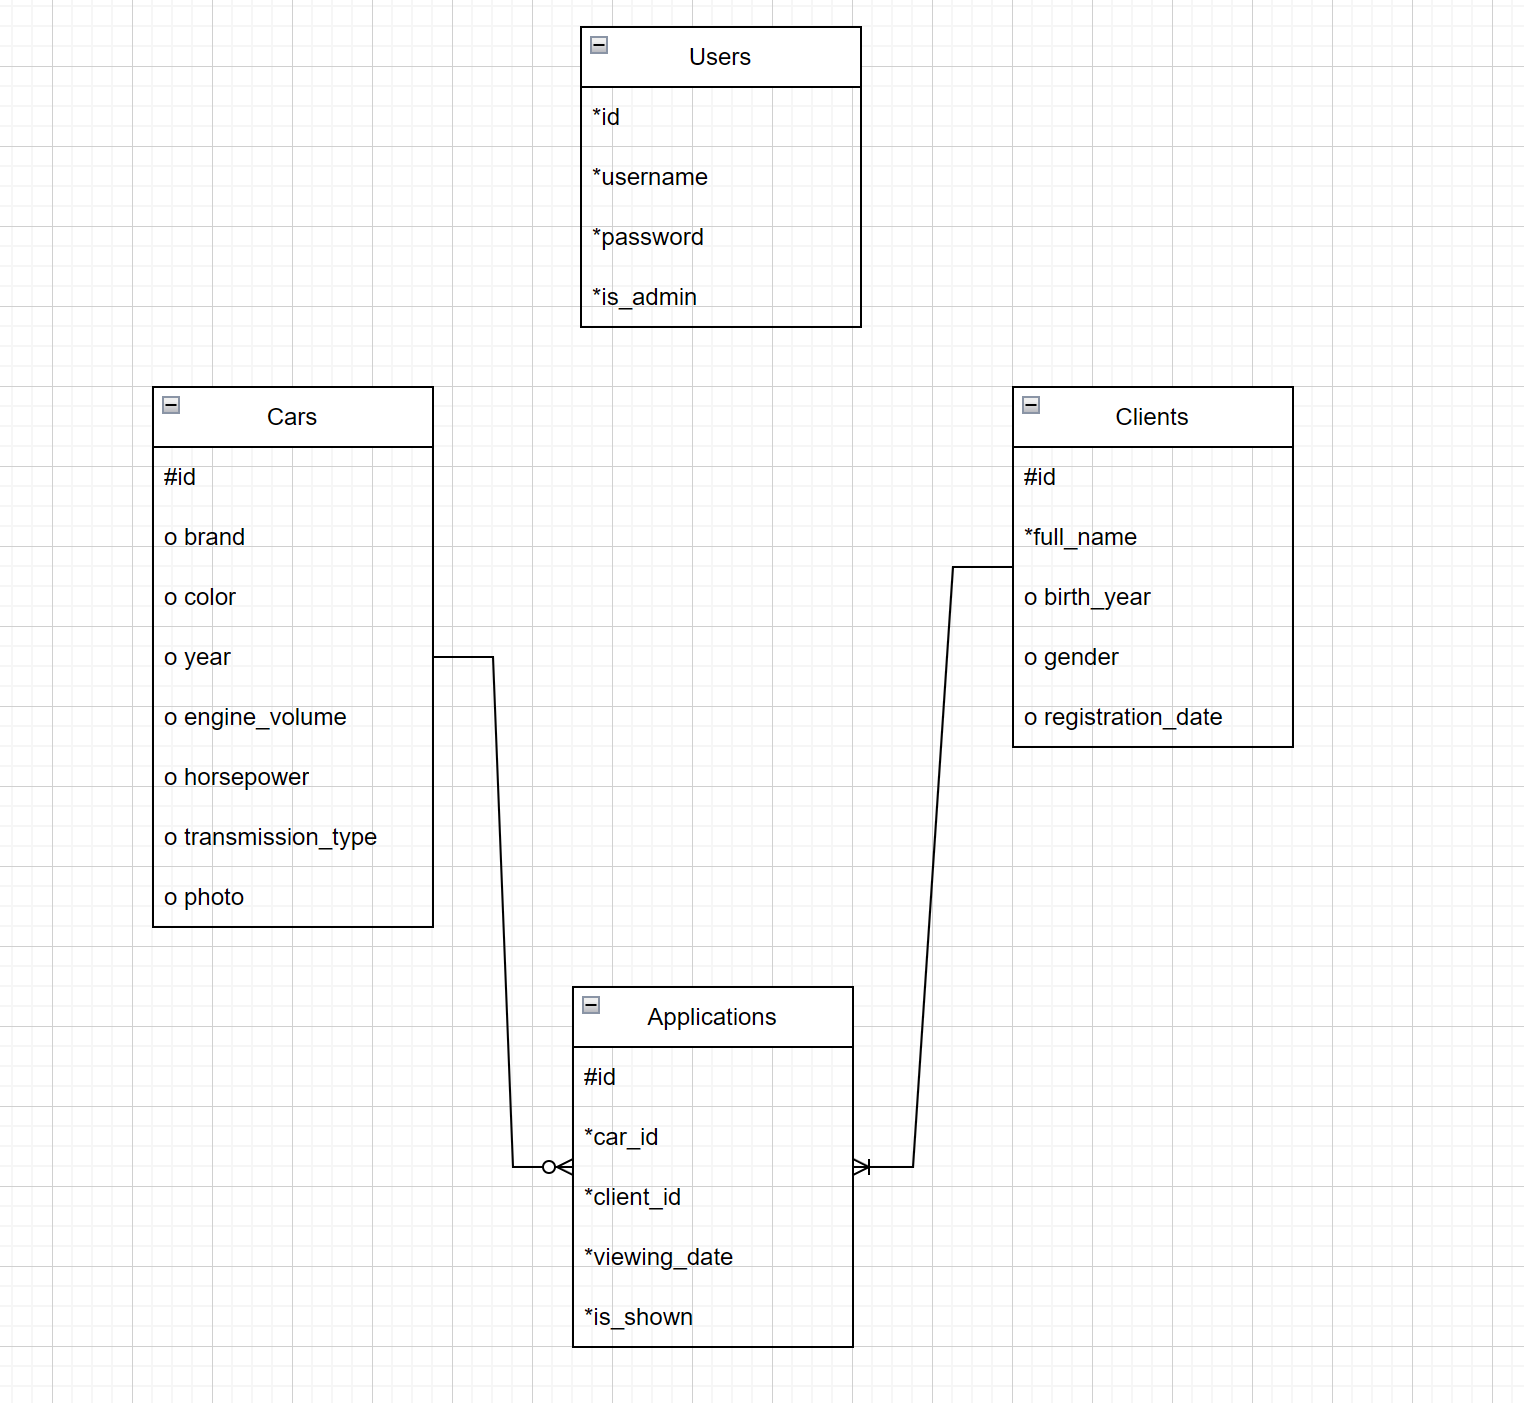 Users
*id
*username
*password
*is_admin
Cars
#id
o brand
o color
o year
o engine_volume
o horsepower
o transmission_type
o photo
Clients
#id
*full_name
o birth_year
o gender
o registration_date
Applications
#id
*car_id
*client_id
*viewing_date
*is_shown